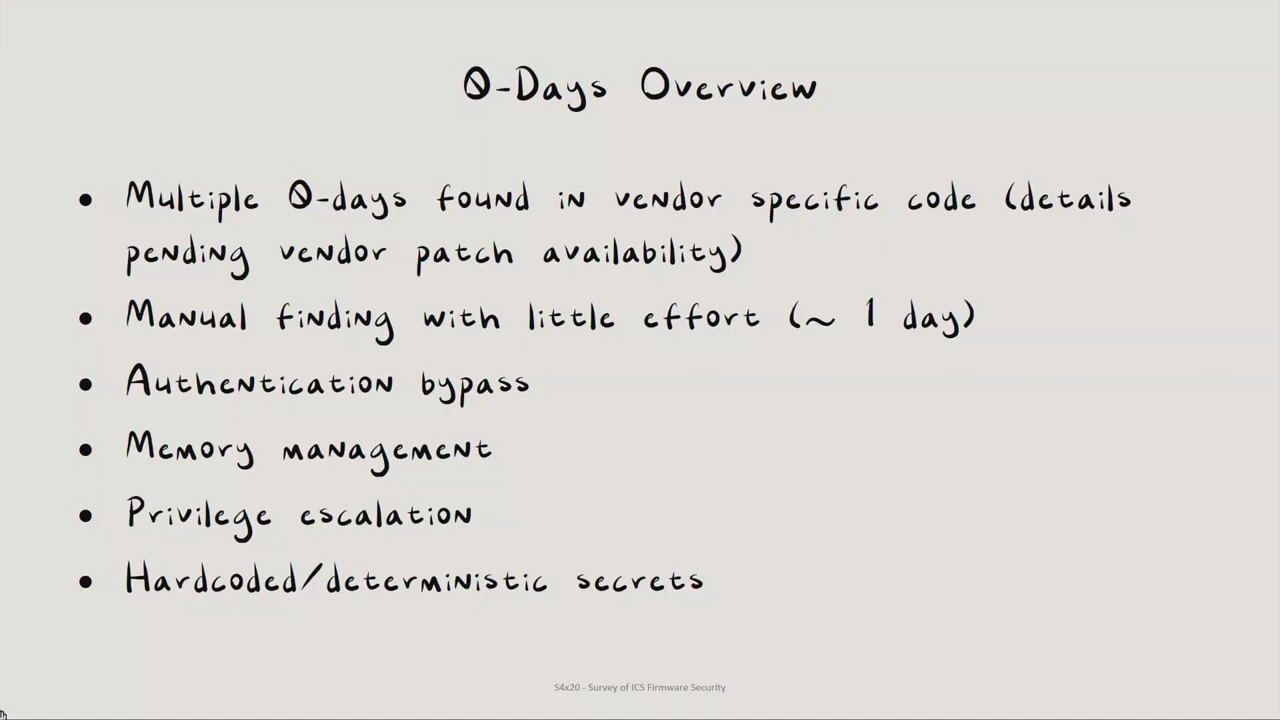 0-Days Overview
• Multiple 0-days found in vendor specific code (details
pending vendor patch availability)
• Manual finding with little effort (~ 1 day)
• Authentication bypass
• Memory management
• Privilege escalation
• Hardcoded/deterministic secrets
S4x20 - Survey of ICS Firmware Security